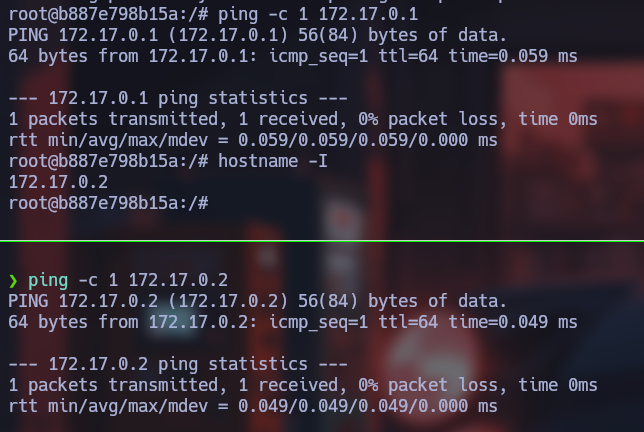 root@b887e798b15a:/# ping -c 1 172.17.0.1
PING 172.17.0.1 (172.17.0.1) 56(84) bytes of data.
64 bytes from 172.17.0.1: icmp_seq=1 ttl=64 time=0.059 ms

--- 172.17.0.1 ping statistics ---
1 packets transmitted, 1 received, 0% packet loss, time 0ms
rtt min/avg/max/mdev = 0.059/0.059/0.059/0.000 ms
root@b887e798b15a:/# hostname -I
172.17.0.2
root@b887e798b15a:/#

❯ ping -c 1 172.17.0.2
PING 172.17.0.2 (172.17.0.2) 56(84) bytes of data.
64 bytes from 172.17.0.2: icmp_seq=1 ttl=64 time=0.049 ms

--- 172.17.0.2 ping statistics ---
1 packets transmitted, 1 received, 0% packet loss, time 0ms
rtt min/avg/max/mdev = 0.049/0.049/0.049/0.000 ms